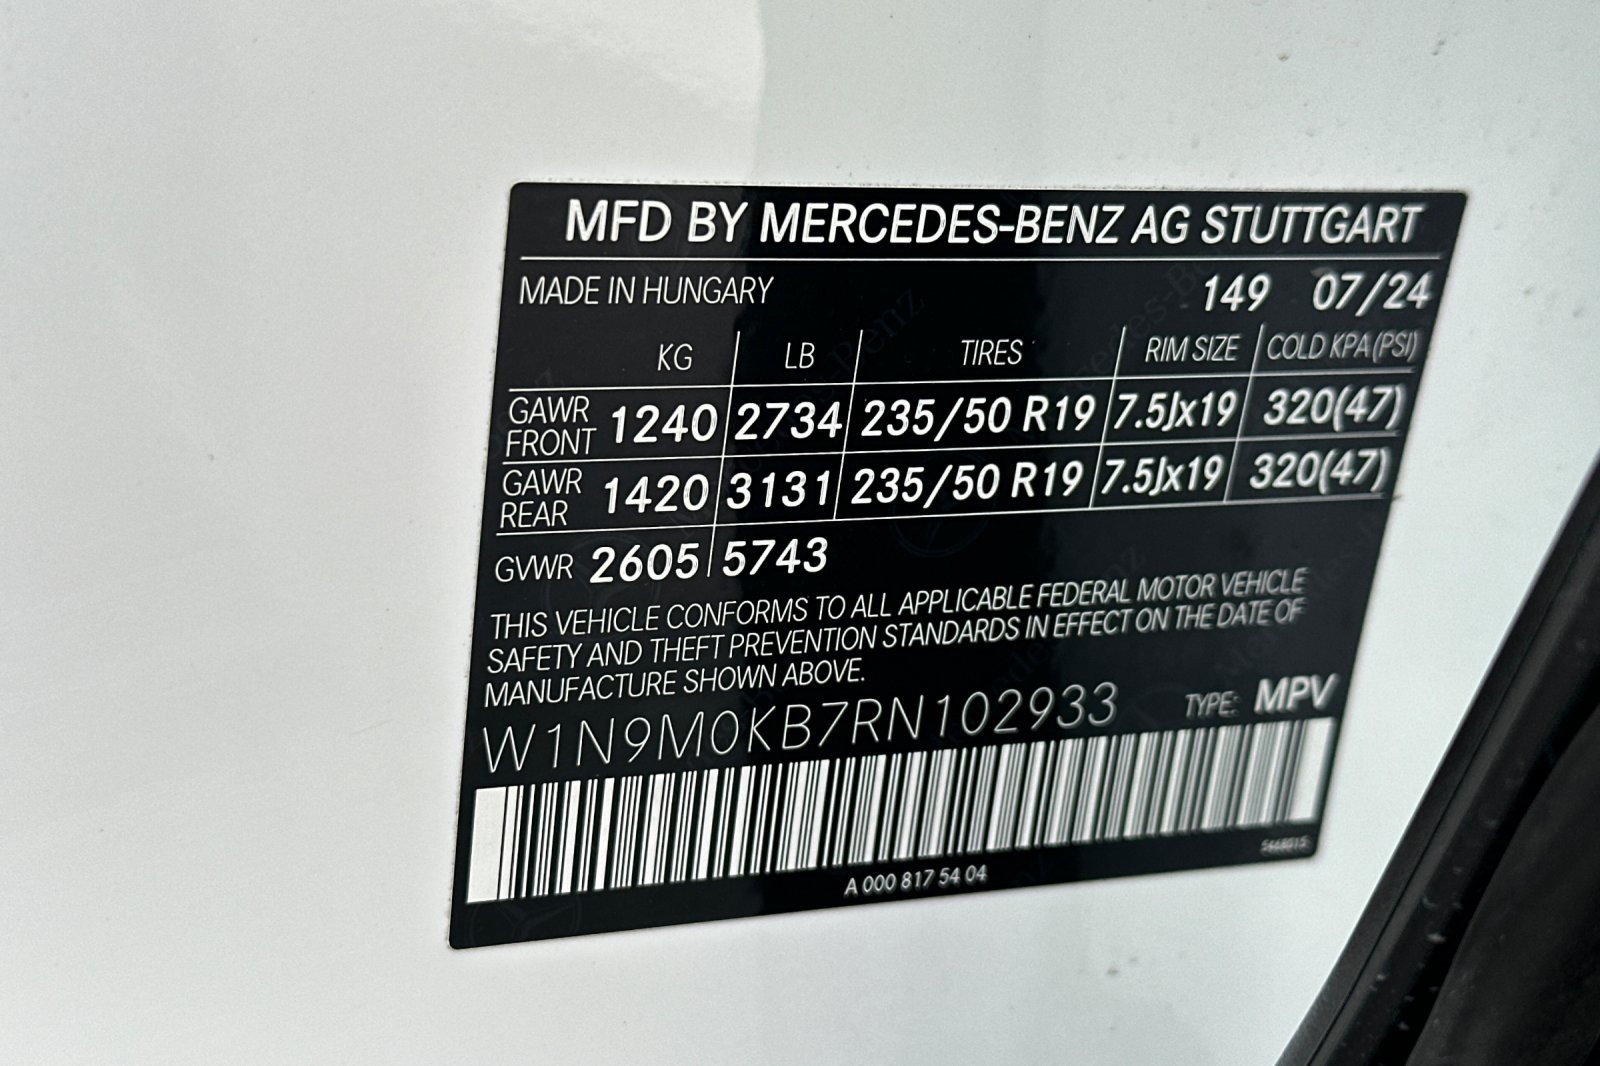 MFD BY MERCEDES-BENZ AG STUTTGART
MADE IN HUNGARY 149 07/24
KG LB TIRES RIM SIZE COLD KPA (PSI)
GAWR FRONT 1240 2734 235/50 R19 7.5Jx19 320(47)
GAWR REAR 1420 3131 235/50 R19 7.5Jx19 320(47)
GVWR 2605 5743
THIS VEHICLE CONFORMS TO ALL APPLICABLE FEDERAL MOTOR VEHICLE
SAFETY AND THEFT PREVENTION STANDARDS IN EFFECT ON THE DATE OF
MANUFACTURE SHOWN ABOVE.
W1N9M0KB7RN102933 TYPE: MPV
A 000 817 54 04